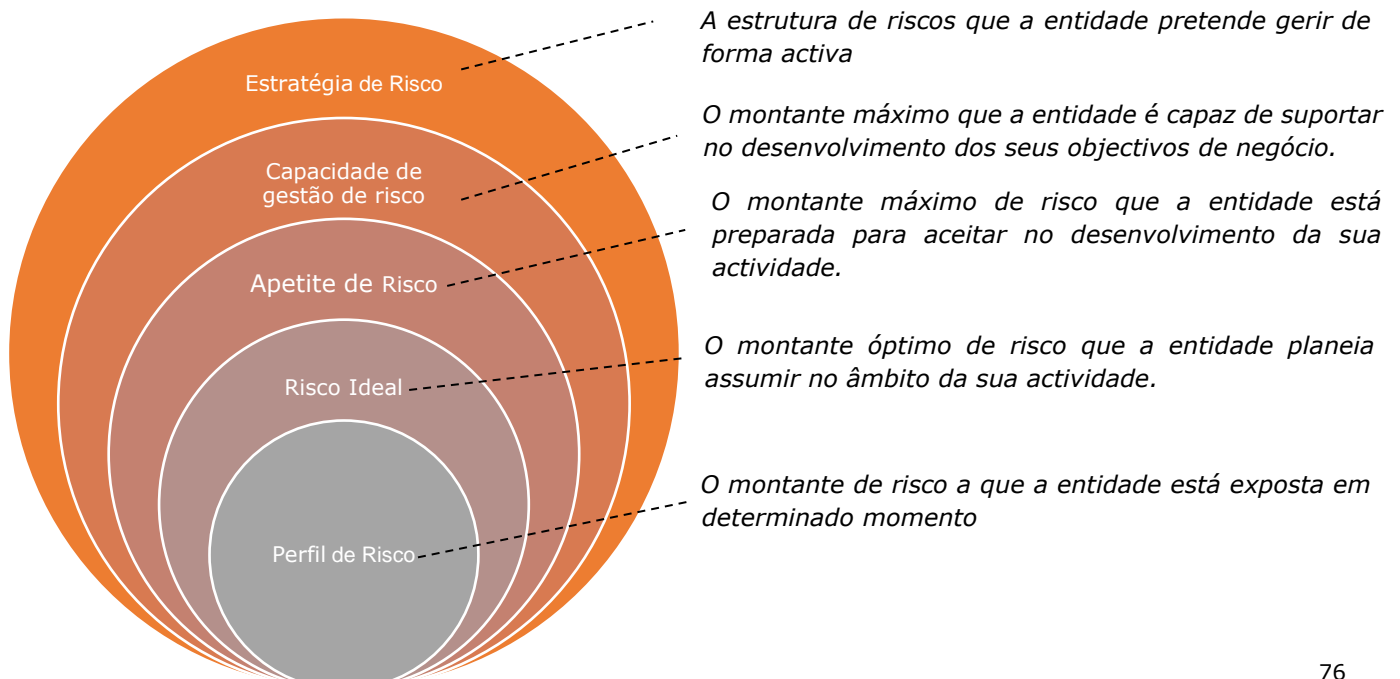 A estrutura de riscos que a entidade pretende gerir de
forma activa
Estratégia de Risco
O montante máximo que a entidade é capaz de suportar
no desenvolvimento dos seus objectivos de negócio.
Capacidade de
gestão de risco
O montante máximo de risco que a entidade está
preparada para aceitar no desenvolvimento da sua
actividade.
Apetite de Risco
O montante óptimo de risco que a entidade planeia
assumir no âmbito da sua actividade.
Risco Ideal
O montante de risco a que a entidade está exposta em
determinado momento
Perfil de Risco
76